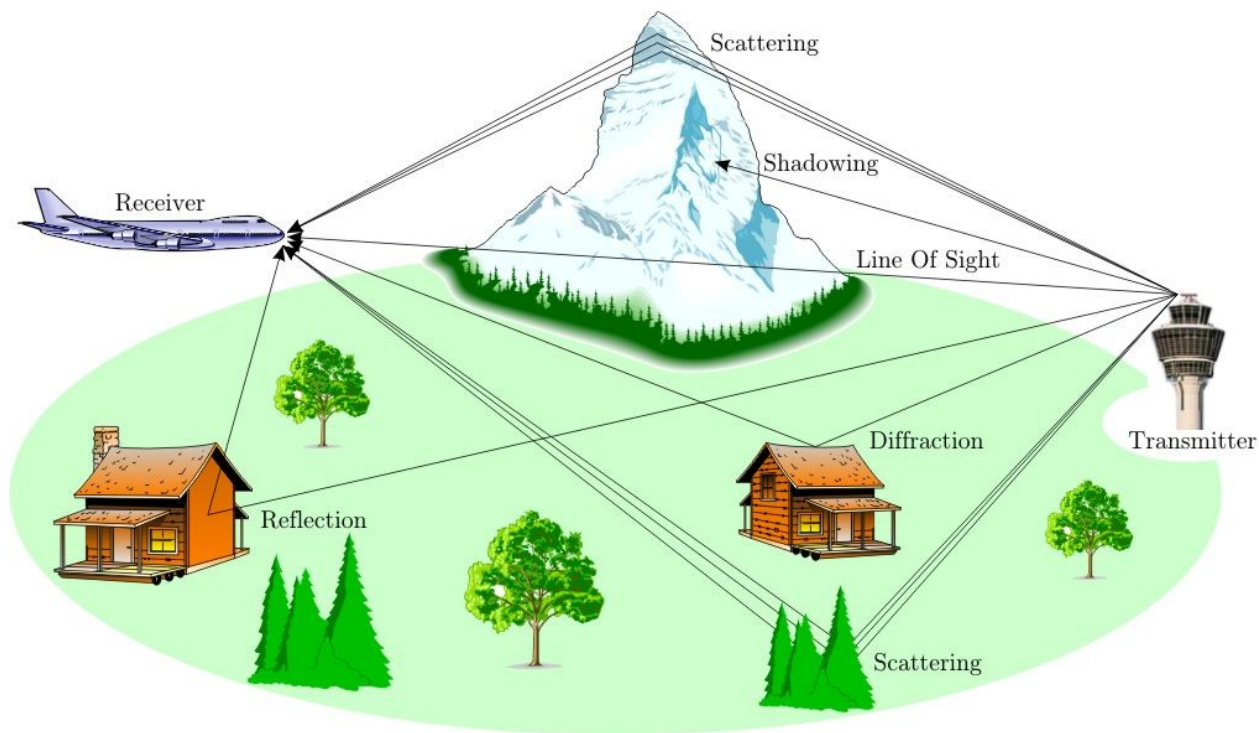 Scattering
Shadowing
Receiver
Line Of Sight
Diffraction
Transmitter
Reflection
Scattering